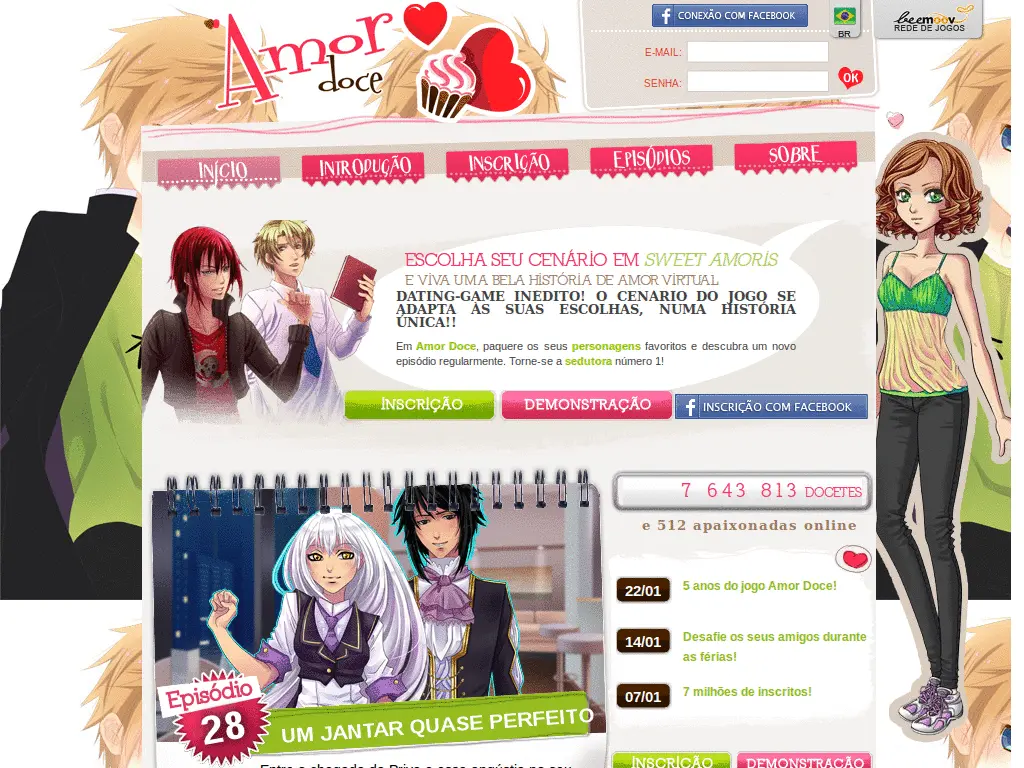 Amor
doce
CONEXÃO COM FACEBOOK
BR
beemoov
REDE DE JOGOS
E-MAIL:
SENHA:
OK
INÍCIO
INTRODUÇÃO
INSCRIÇÃO
EPISÓDIOS
SOBRE
ESCOLHA SEU CENÁRIO EM SWEET AMORIS
E VIVA UMA BELA HISTÓRIA DE AMOR VIRTUAL
DATING-GAME INEDITO! O CENARIO DO JOGO SE
ADAPTA AS SUAS ESCOLHAS, NUMA HISTÓRIA
ÚNICA!!
Em Amor Doce, paquere os seus personagens favoritos e descubra um novo
episódio regularmente. Torne-se a sedutora número 1!
INSCRIÇÃO
DEMONSTRAÇÃO
INSCRIÇÃO COM FACEBOOK
7 643 813 DOCETES
e 512 apaixonadas online
22/01
5 anos do jogo Amor Doce!
14/01
Desafie os seus amigos durante
as férias!
07/01
7 milhões de inscritos!
Episódio
28
UM JANTAR QUASE PERFEITO
INSCRIÇÃO
DEMONSTRAÇÃO